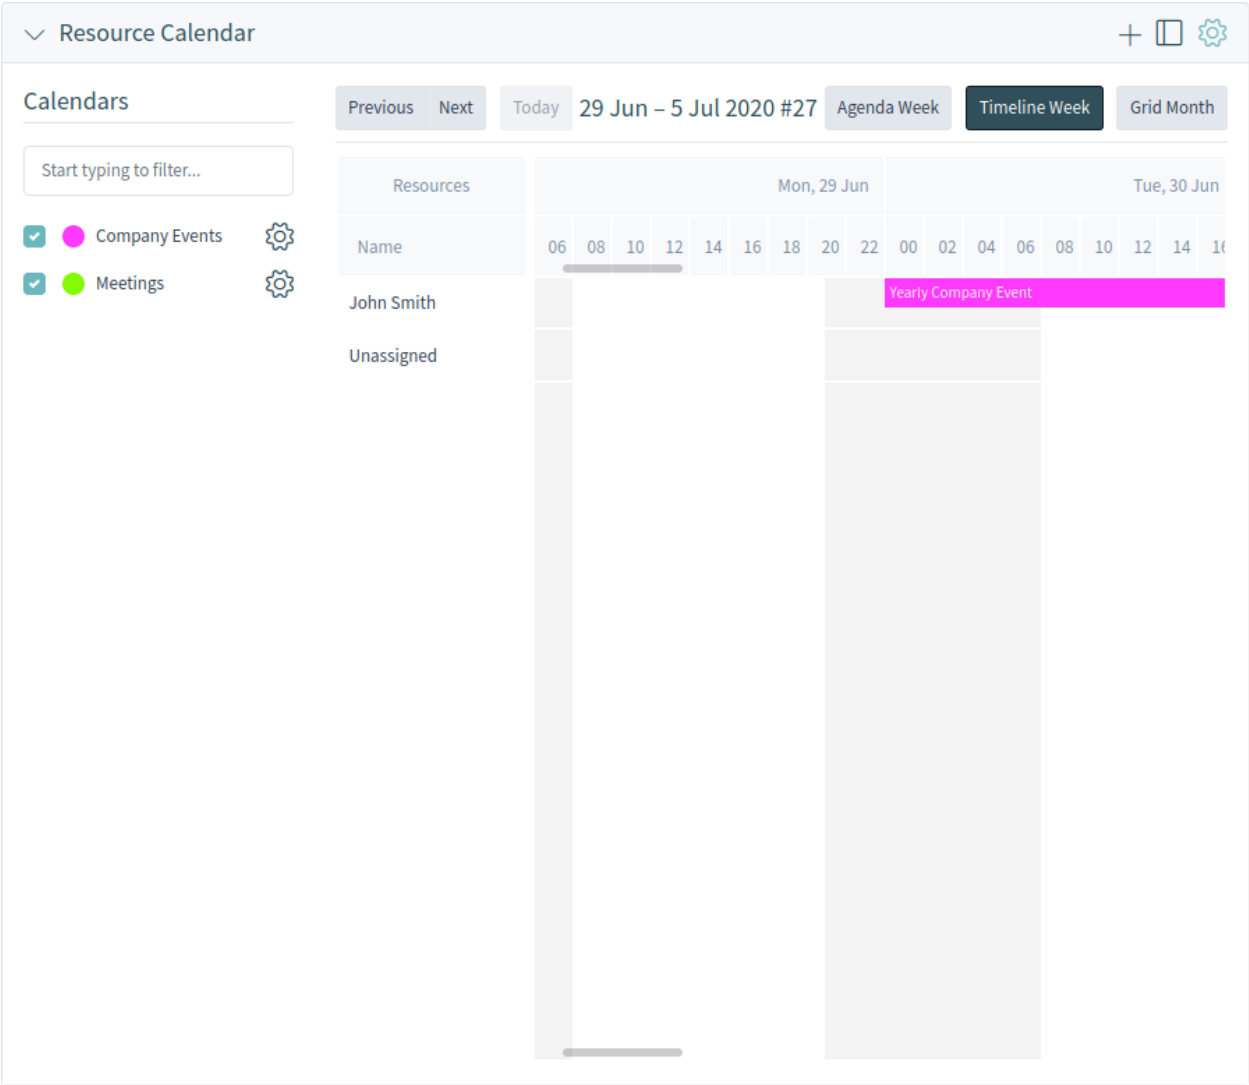 Resource Calendar
Calendars
Start typing to filter...
Company Events
Meetings
Previous Next Today 29 Jun – 5 Jul 2020 #27 Agenda Week Timeline Week Grid Month
Resources Mon, 29 Jun Tue, 30 Jun
Name 06 08 10 12 14 16 18 20 22 00 02 04 06 08 10 12 14
John Smith Yearly Company Event
Unassigned